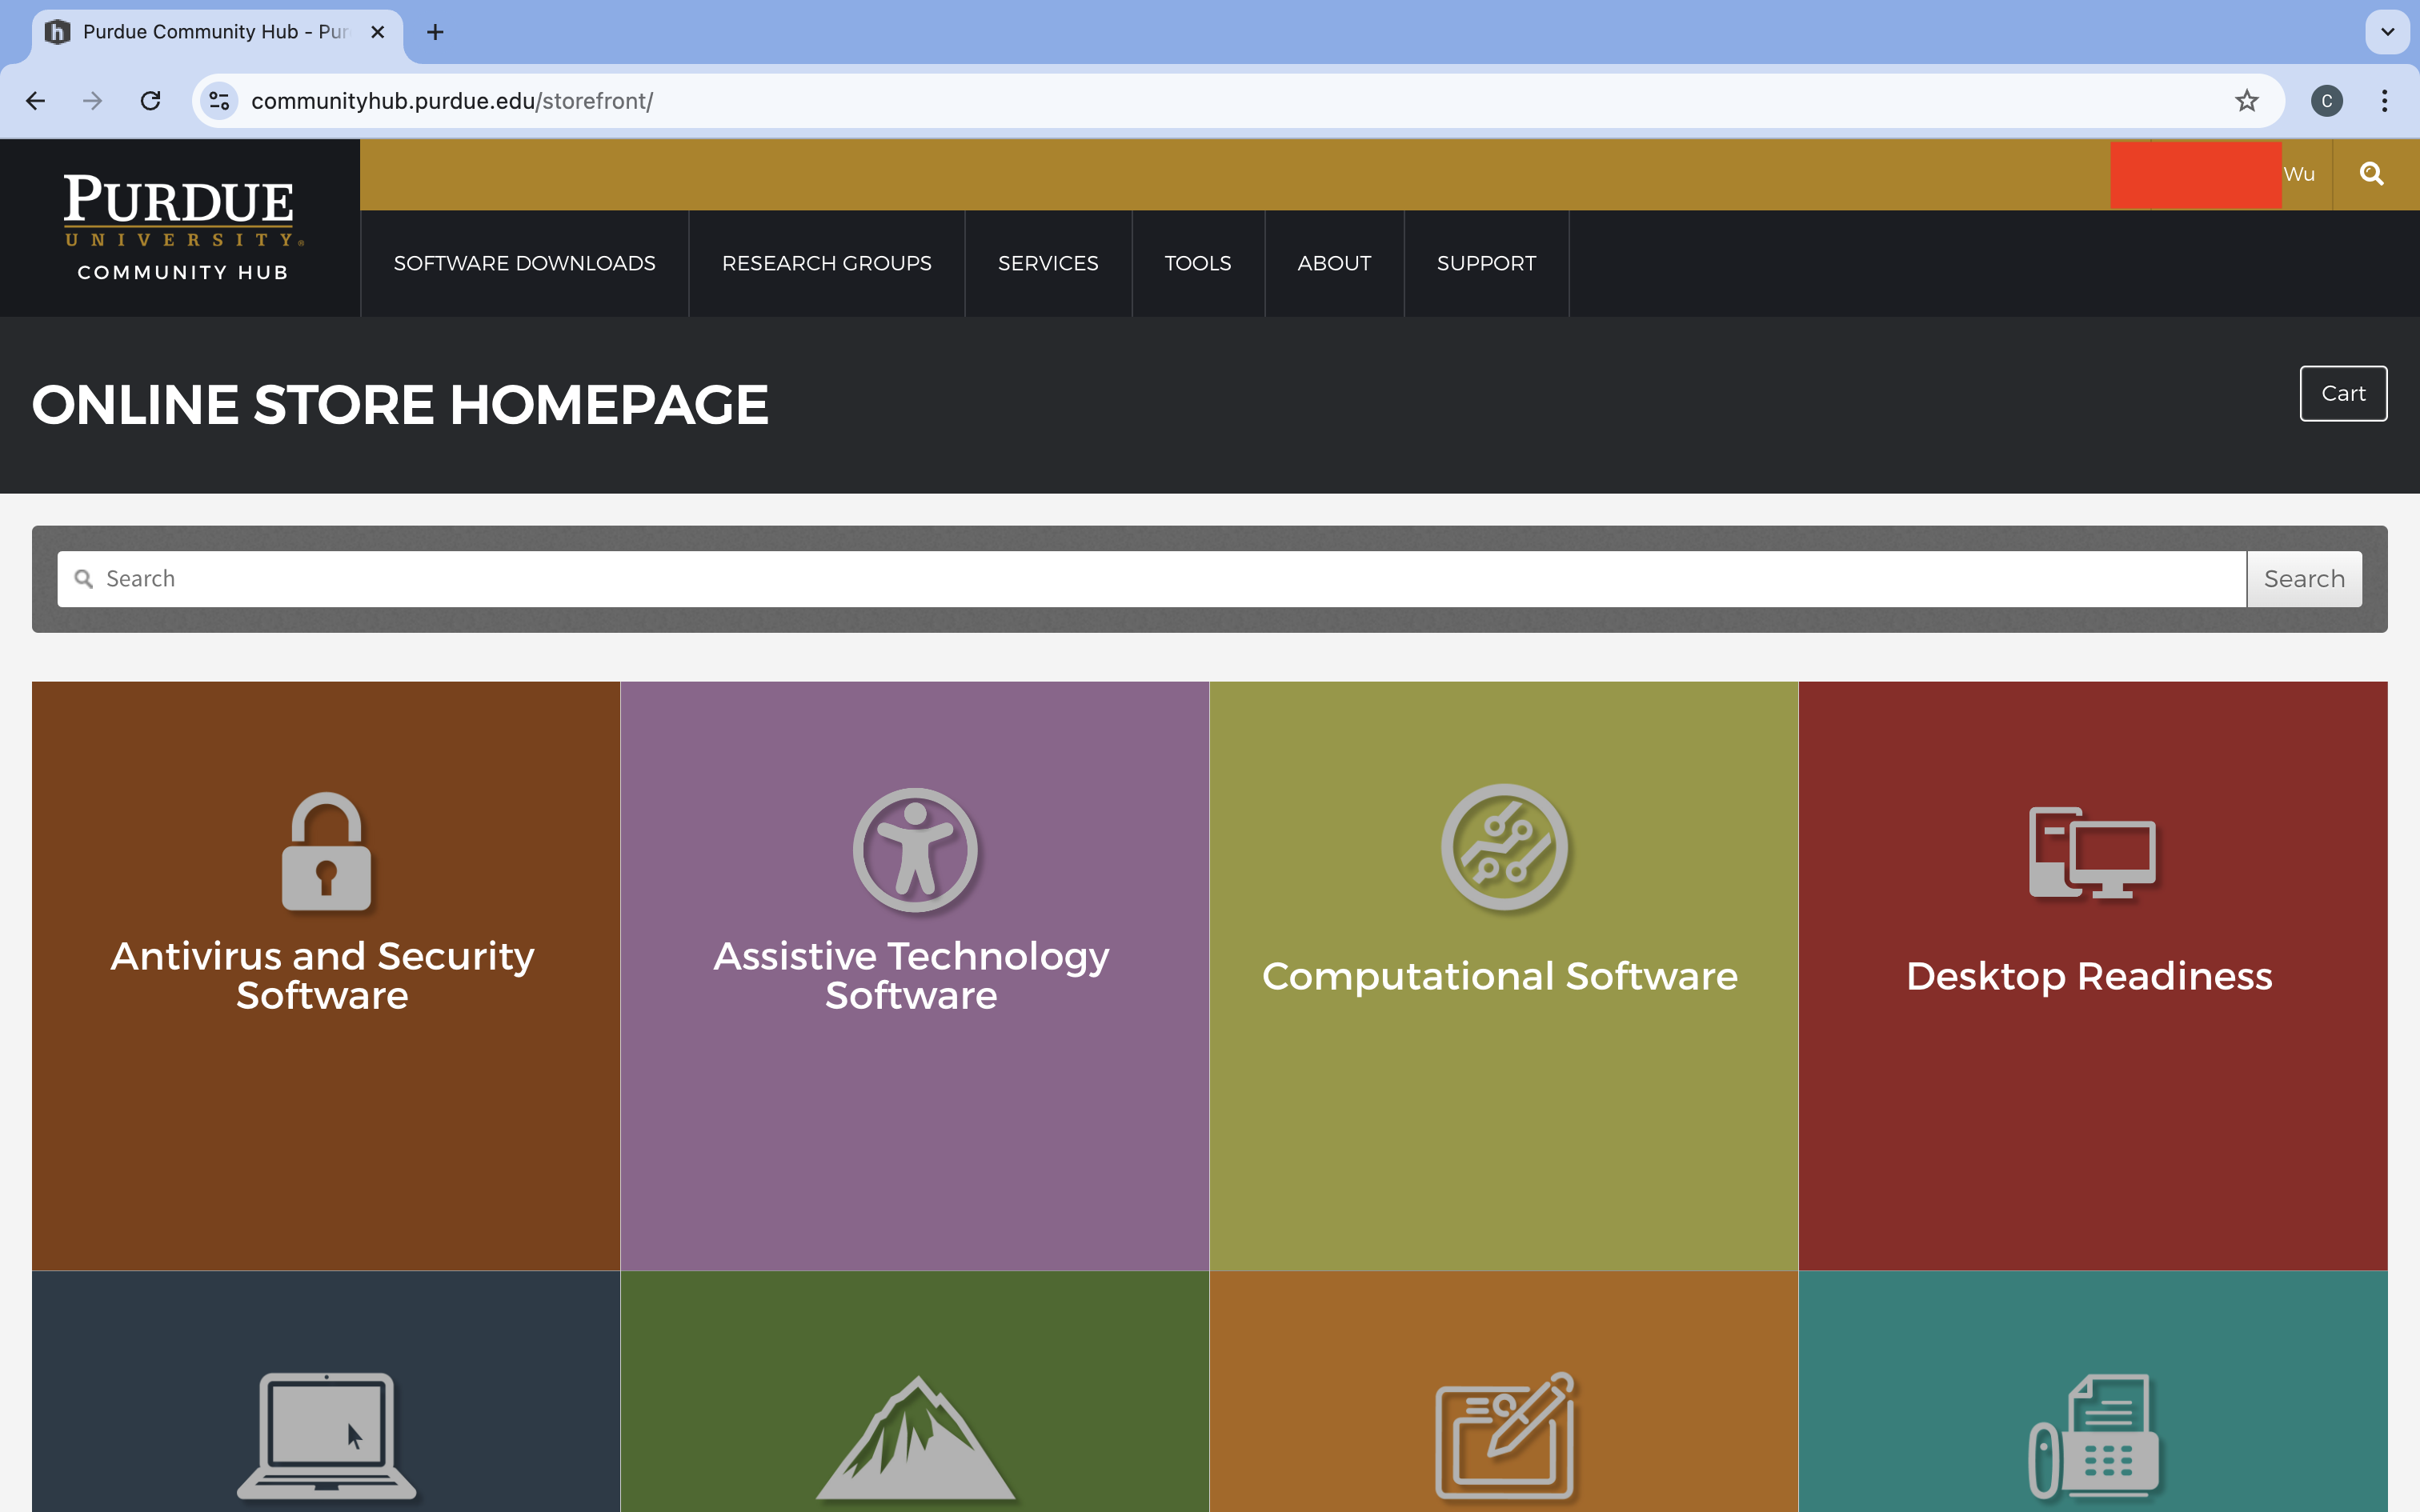 Purdue Community Hub - Pur
communityhub.purdue.edu/storefront/
C
PURDUE
UNIVERSITY®
COMMUNITY HUB
Wu
SOFTWARE DOWNLOADS
RESEARCH GROUPS
SERVICES
TOOLS
ABOUT
SUPPORT
ONLINE STORE HOMEPAGE
Cart
Search
Search
Antivirus and Security
Software
Assistive Technology
Software
Computational Software
Desktop Readiness